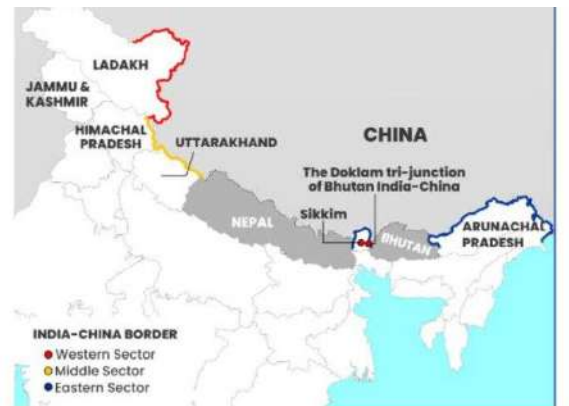 LADAKH
JAMMU &
KASHMIR
HIMACHAL
PRADESH
UTTARAKHAND
CHINA
The Doklam tri-junction
of Bhutan India-China
Sikkim
NEPAL
BHUTAN
ARUNACHAL
PRADESH
INDIA-CHINA BORDER
Western Sector
Middle Sector
Eastern Sector